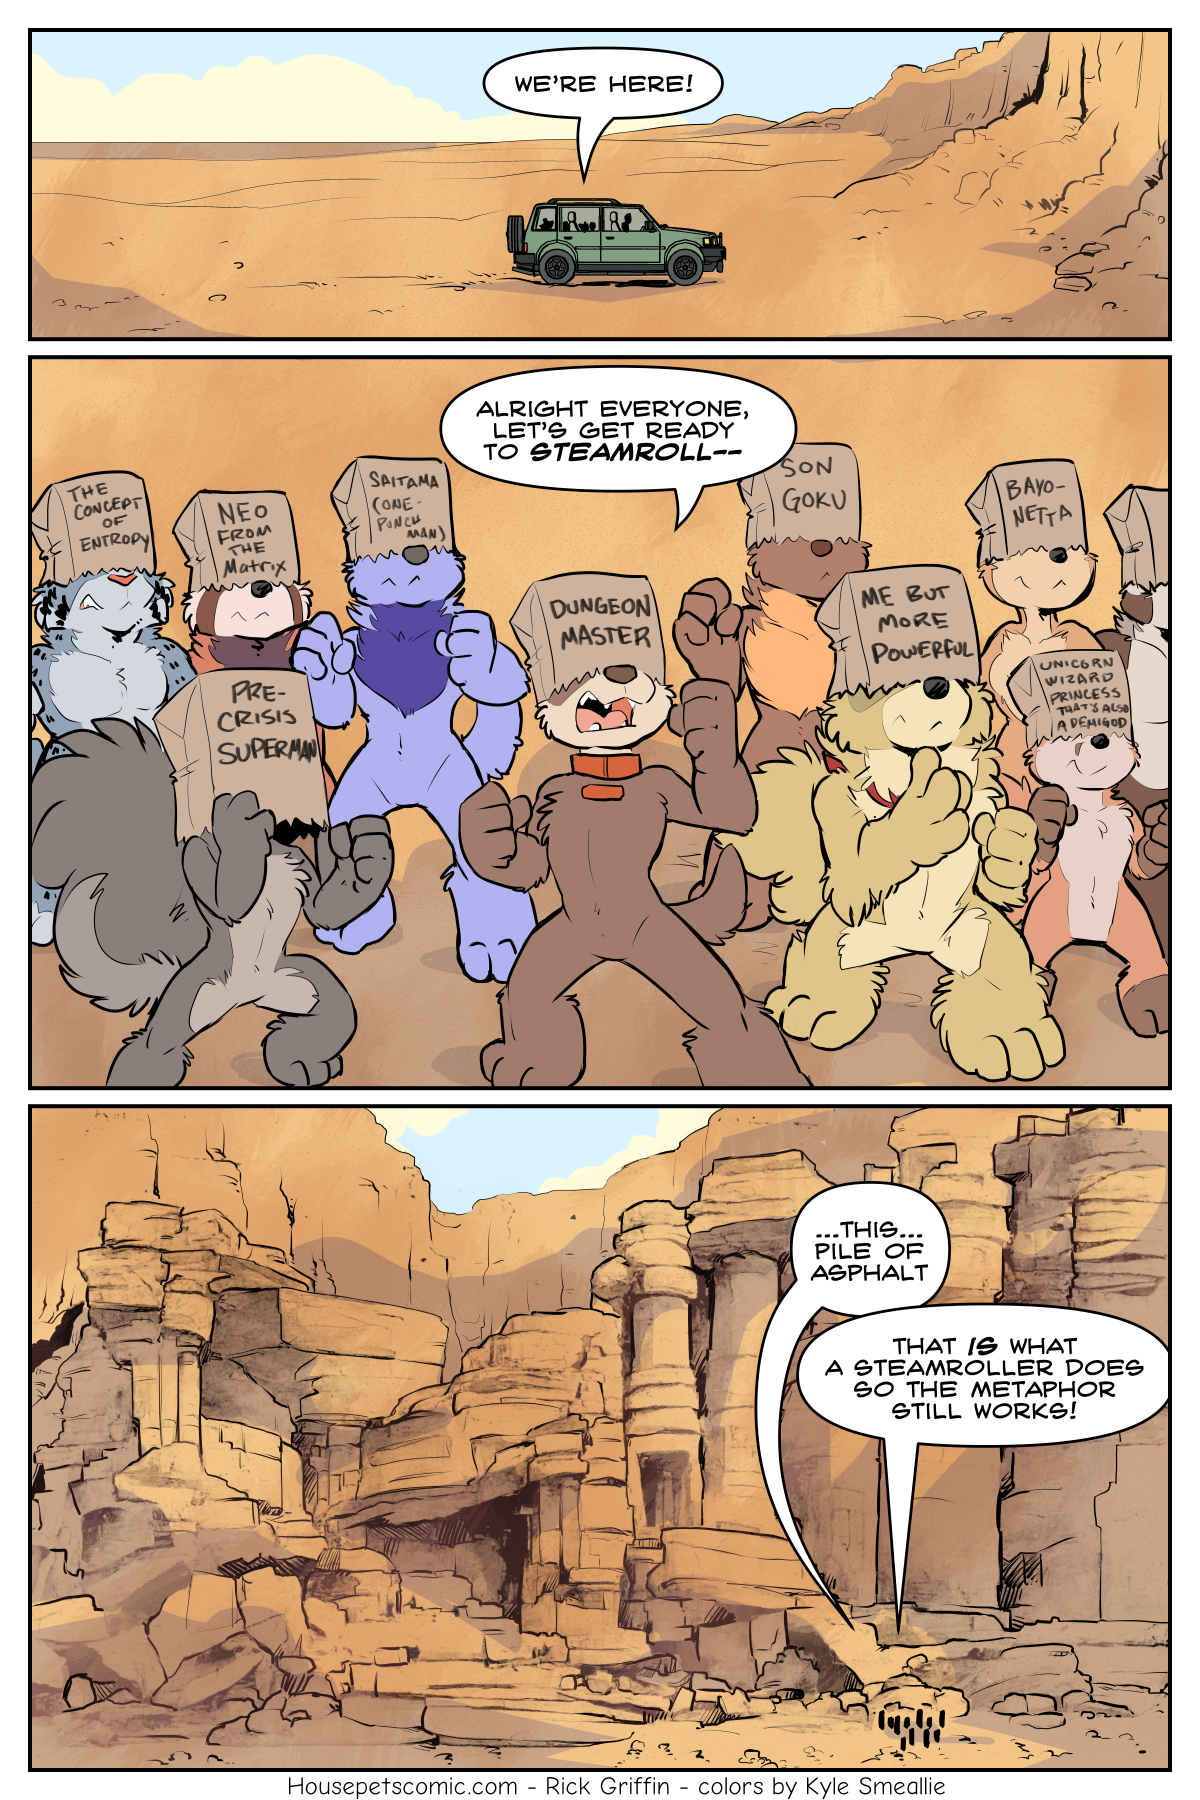 WE'RE HERE!
ALRIGHT EVERYONE,
LET'S GET READY
TO STEAMROLL--
THE
CONCEPT
OF
ENTROPY
NEO
FROM
THE
Matrix
SAITAMA
(ONE-
PUNCH
MAN)
SON
GOKU
BAYO-
NETTA
PRE-
CRISIS
SUPERMAN
DUNGEON
MASTER
ME BUT
MORE
POWERFUL
UNICORN
WIZARD
PRINCESS
THAT'S ALSO
A DEMIGOD
...THIS...
PILE OF
ASPHALT
THAT IS WHAT
A STEAMROLLER DOES
SO THE METAPHOR
STILL WORKS!
Housepetscomic.com - Rick Griffin - colors by Kyle Smeallie